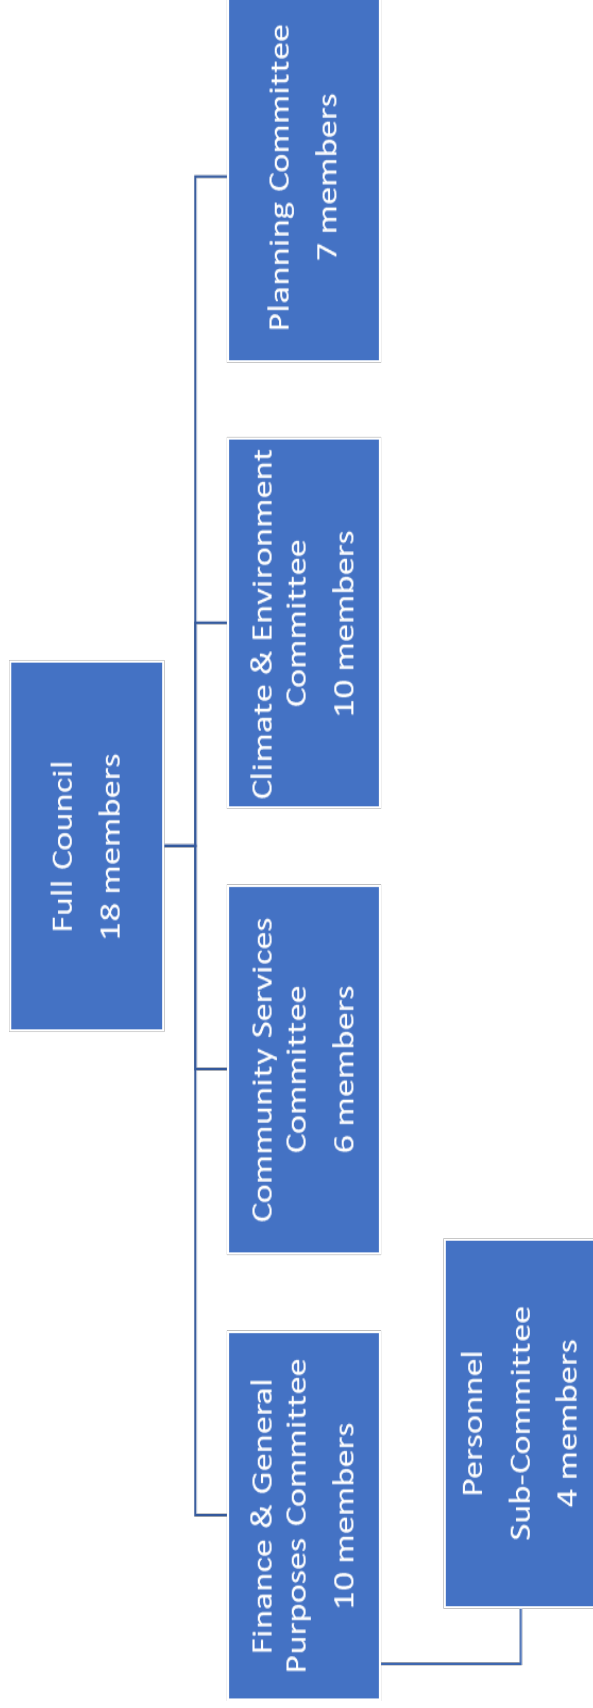 Full Council
18 members
Finance & General
Purposes Committee
10 members
Community Services
Committee
6 members
Climate & Environment
Committee
10 members
Planning Committee
7 members
Personnel
Sub-Committee
4 members